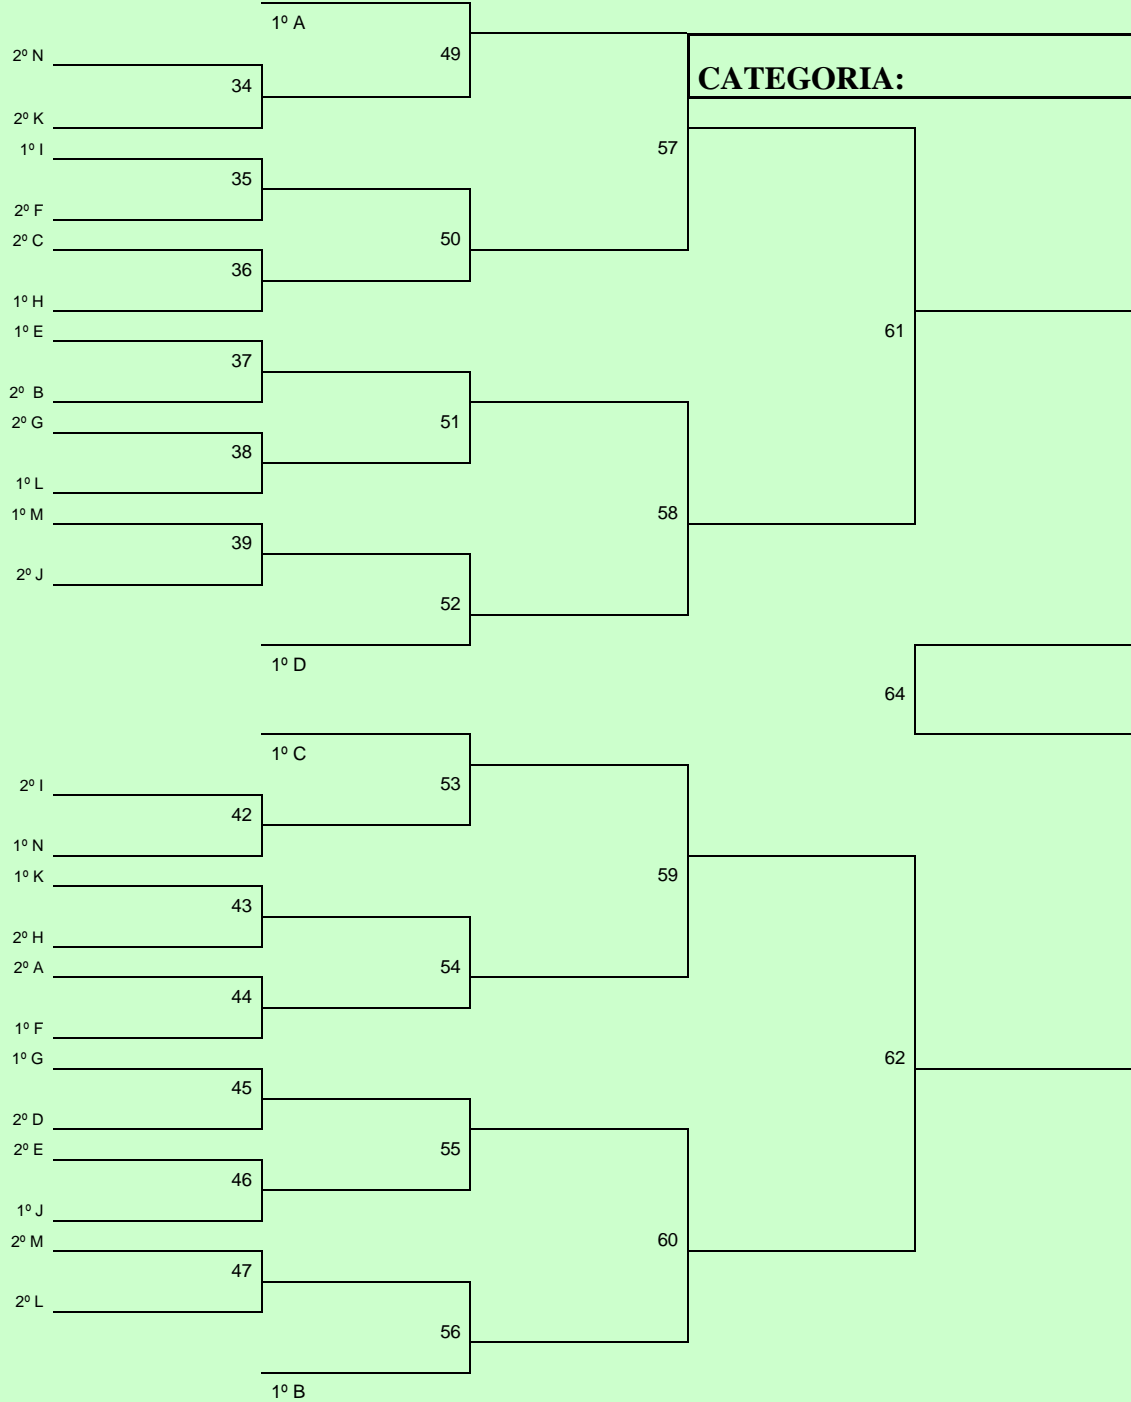 1º A
2º N
49
34
CATEGORIA:
2º K
1º I
57
35
2º F
2º C
50
36
1º H
1º E
61
37
2º B
2º G
51
38
1º L
1º M
58
39
2º J
52
1º D
64
1º C
2º I
53
42
1º N
1º K
59
43
2º H
2º A
54
44
1º F
1º G
62
45
2º D
2º E
55
46
1º J
2º M
60
47
2º L
56
1º B